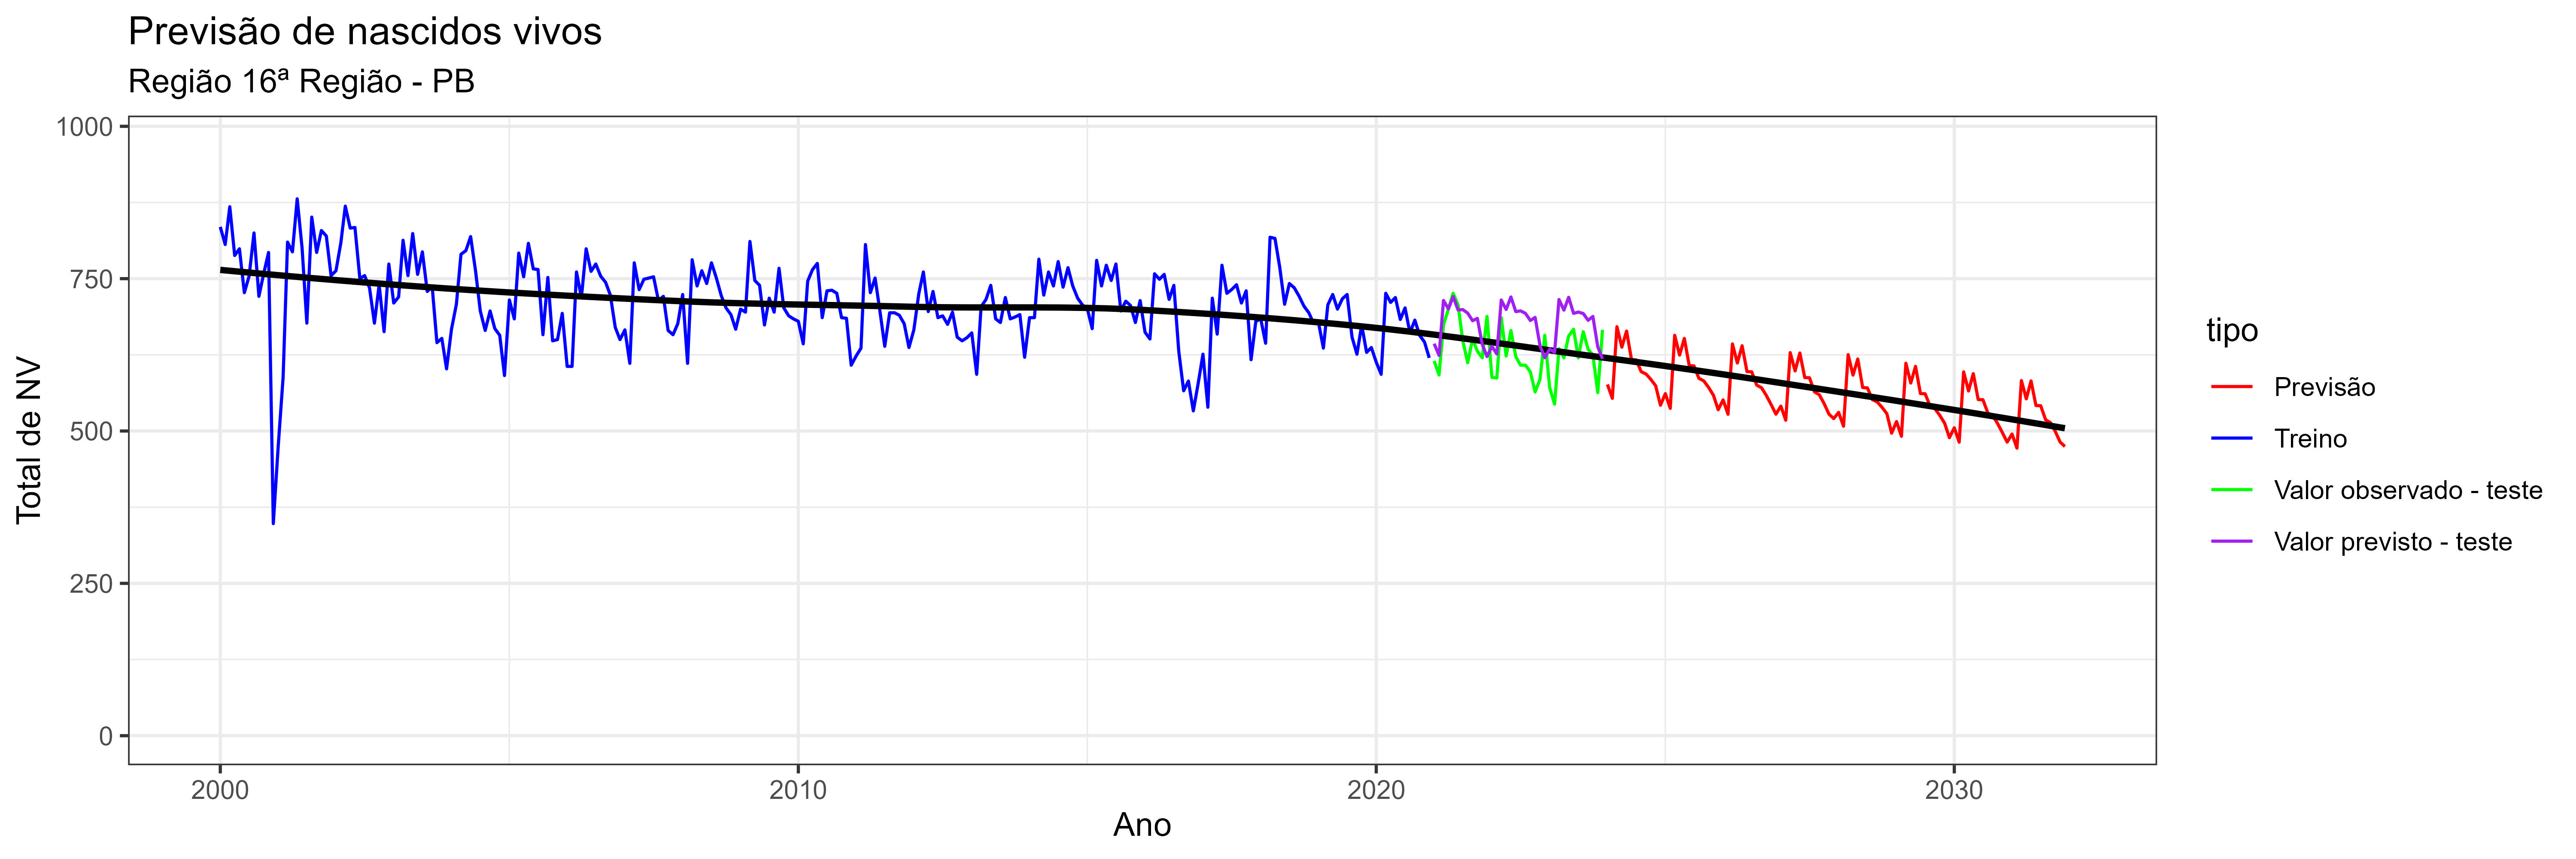 Previsão de nascidos vivos
Região 16ª Região - PB
Total de NV
1000
750
500
250
0
2000
2010
2020
2030
Ano
tipo
Previsão
Treino
Valor observado - teste
Valor previsto - teste